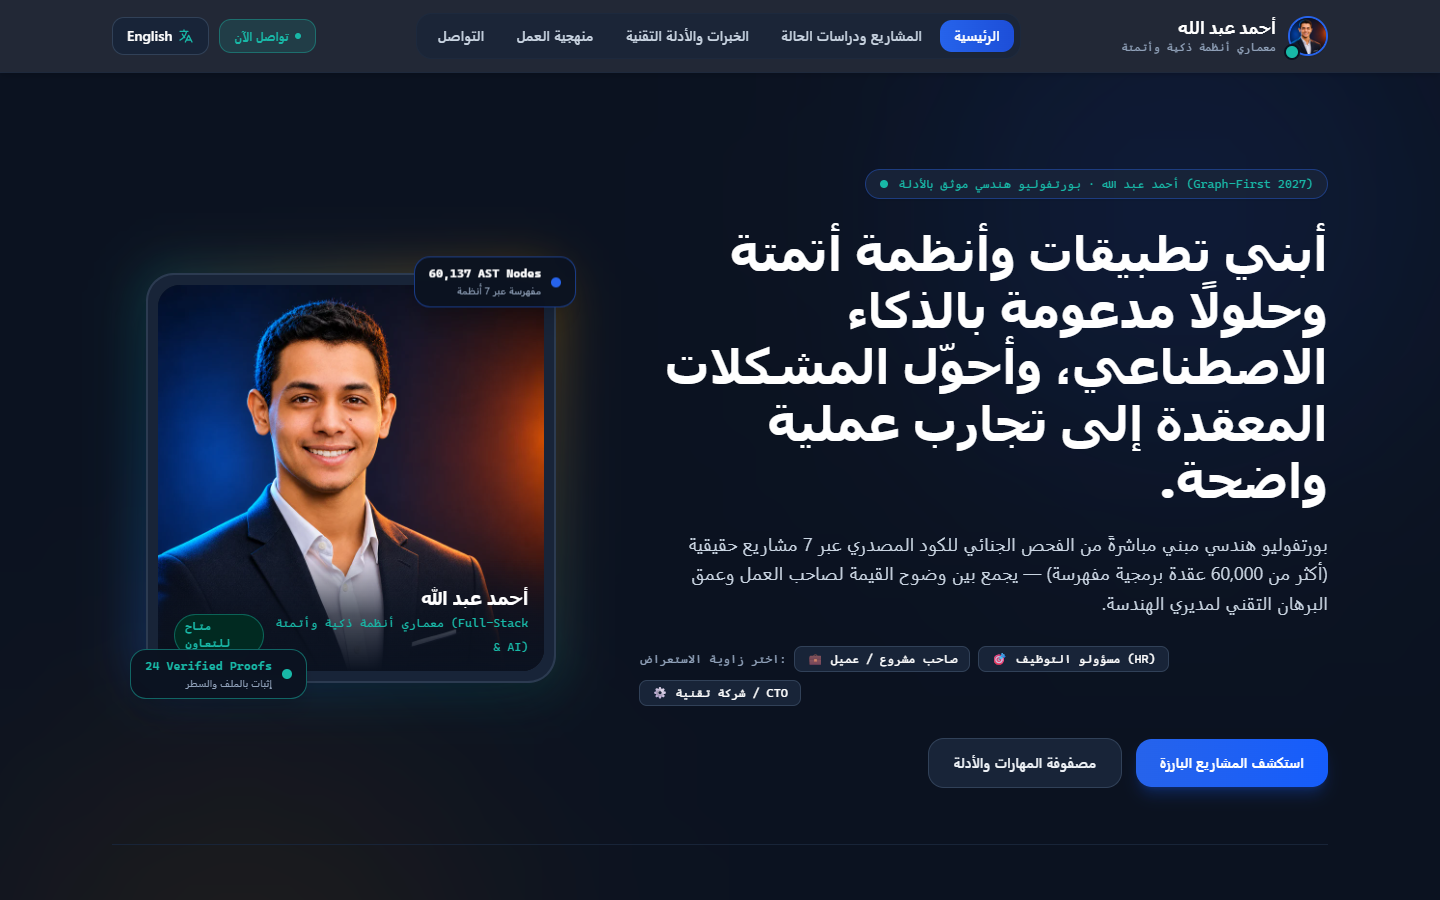 أحمد عبد الله
معماري أنظمة ذكية وأتمتة
الرئيسية
المشاريع ودراسات الحالة
الخبرات والأدلة التقنية
منهجية العمل
التواصل
تواصل الآن
English
أحمد عبد الله · بورتفوليو هندسي موثق بالأدلة (Graph-First 2027)
أبني تطبيقات وأنظمة أتمتة
وحلولًا مدعومة بالذكاء
الاصطناعي، وأحوّل المشكلات
المعقدة إلى تجارب عملية
واضحة.
بورتفوليو هندسي مبني مباشرةً من الفحص الجنائي للكود المصدري عبر 7 مشاريع حقيقية
(أكثر من 60,000 عقدة برمجية مفهرسة) — يجمع بين وضوح القيمة لصاحب العمل وعمق
البرهان التقني لمديري الهندسة.
اختر زاوية الاستعراض:
💼 صاحب مشروع / عميل
🎯 مسؤولو التوظيف (HR)
⚙️ شركة تقنية / CTO
استكشف المشاريع البارزة
مصفوفة المهارات والأدلة
60,137 AST Nodes
مفهرسة عبر 7 أنظمة
أحمد عبد الله
معماري أنظمة ذكية وأتمتة (Full-Stack
& AI)
متاح
للتعاون
24 Verified Proofs
إثبات بالملف والسطر